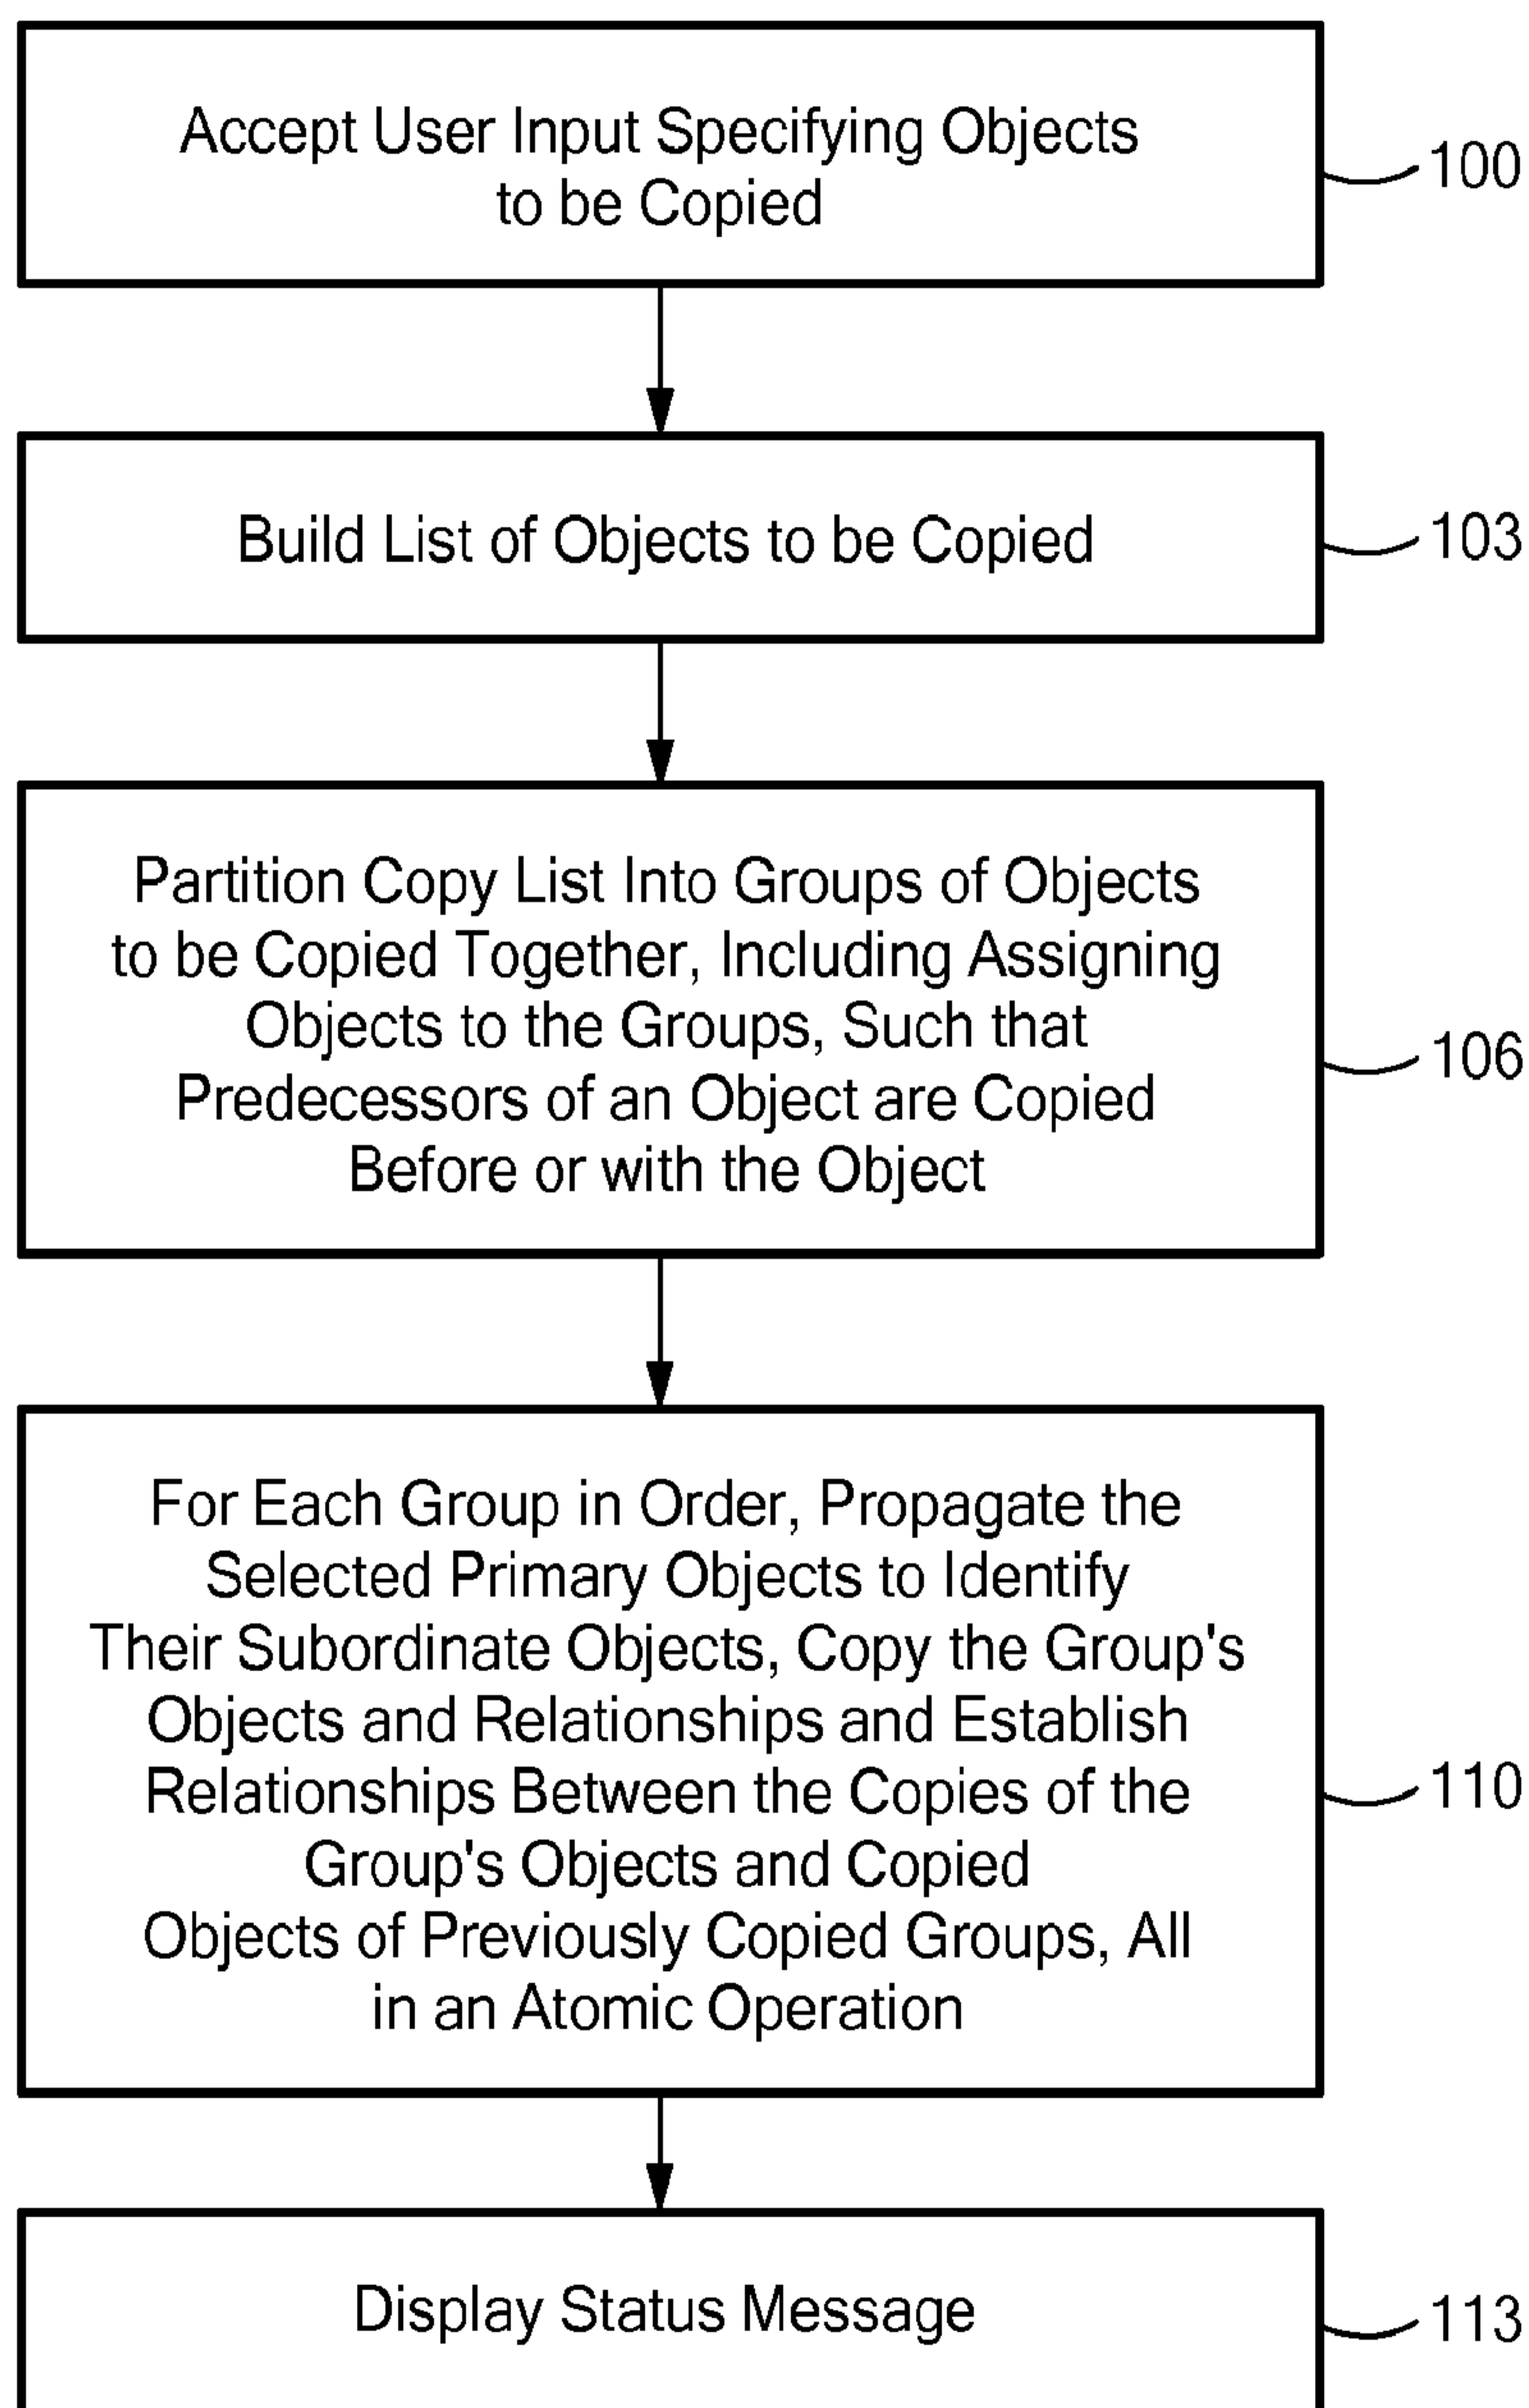 Accept User Input Specifying Objects
to be Copied
100
Build List of Objects to be Copied
103
Partition Copy List Into Groups of Objects
to be Copied Together, Including Assigning
Objects to the Groups, Such that
Predecessors of an Object are Copied
Before or with the Object
106
For Each Group in Order, Propagate the
Selected Primary Objects to Identify
Their Subordinate Objects, Copy the Group's
Objects and Relationships and Establish
Relationships Between the Copies of the
Group's Objects and Copied
Objects of Previously Copied Groups, All
in an Atomic Operation
110
Display Status Message
113